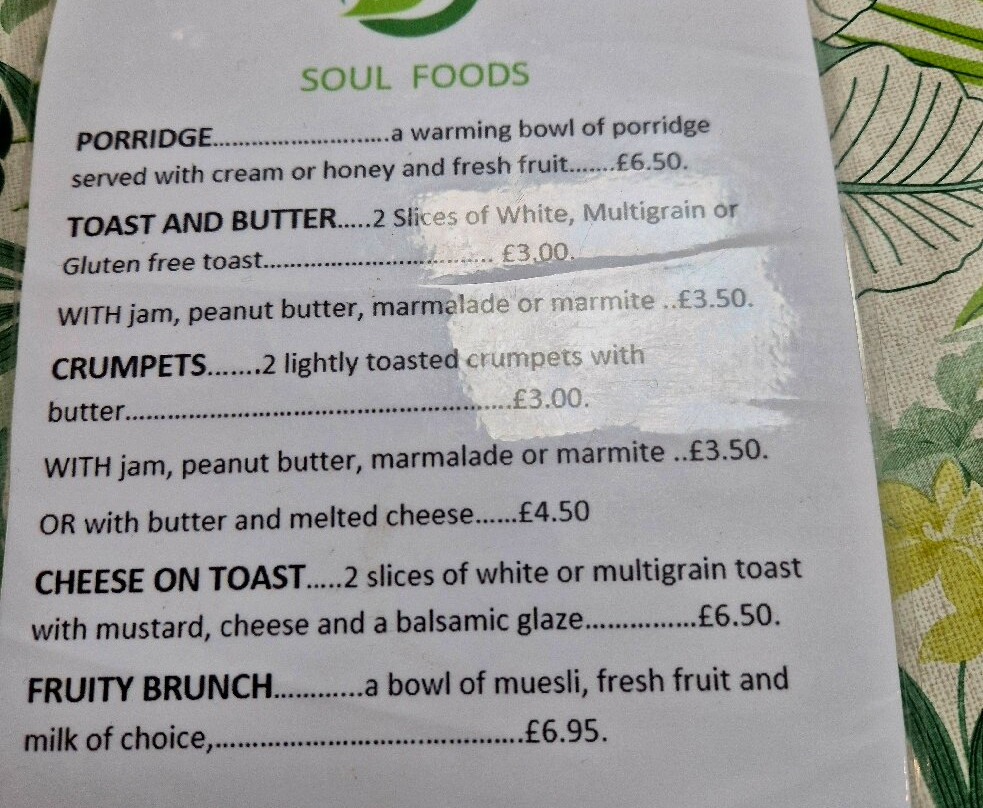 SOUL FOODS
PORRIDGE............................a warming bowl of porridge
served with cream or honey and fresh fruit.......£6.50.
TOAST AND BUTTER.....2 Slices of White, Multigrain or
Gluten free toast....................................... £3.00.
WITH jam, peanut butter, marmalade or marmite ..£3.50.
CRUMPETS.......2 lightly toasted crumpets with
butter......................................................£3.00.
WITH jam, peanut butter, marmalade or marmite ..£3.50.
OR with butter and melted cheese......£4.50
CHEESE ON TOAST.....2 slices of white or multigrain toast
with mustard, cheese and a balsamic glaze...............£6.50.
FRUITY BRUNCH............a bowl of muesli, fresh fruit and
milk of choice,..........................................£6.95.